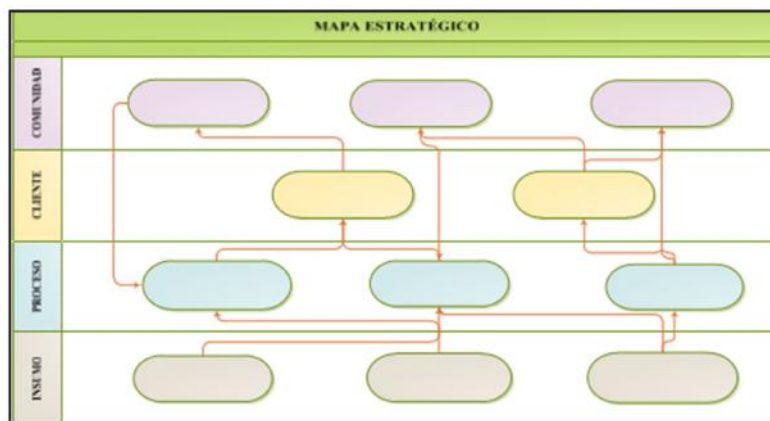 MAPA ESTRATÉGICO
COMUNIDAD
CLIENTE
PROCESO
INSUMO